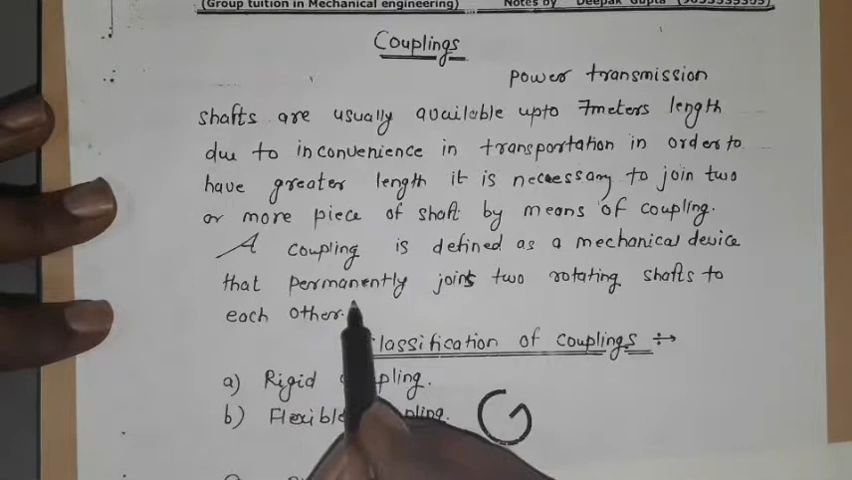 (Group tuition in Mechanical engineering) Notes by Deepak Gupta
Couplings
power transmission
shafts are usually available upto 7meters length
due to inconvenience in transportation in order to
have greater length it is necessary to join two
or more piece of shaft by means of coupling.
A coupling is defined as a mechanical device
that permanently joints two rotating shafts to
each other.
lassification of couplings :→
a) Rigid pling.
b) Flexible pling.
G